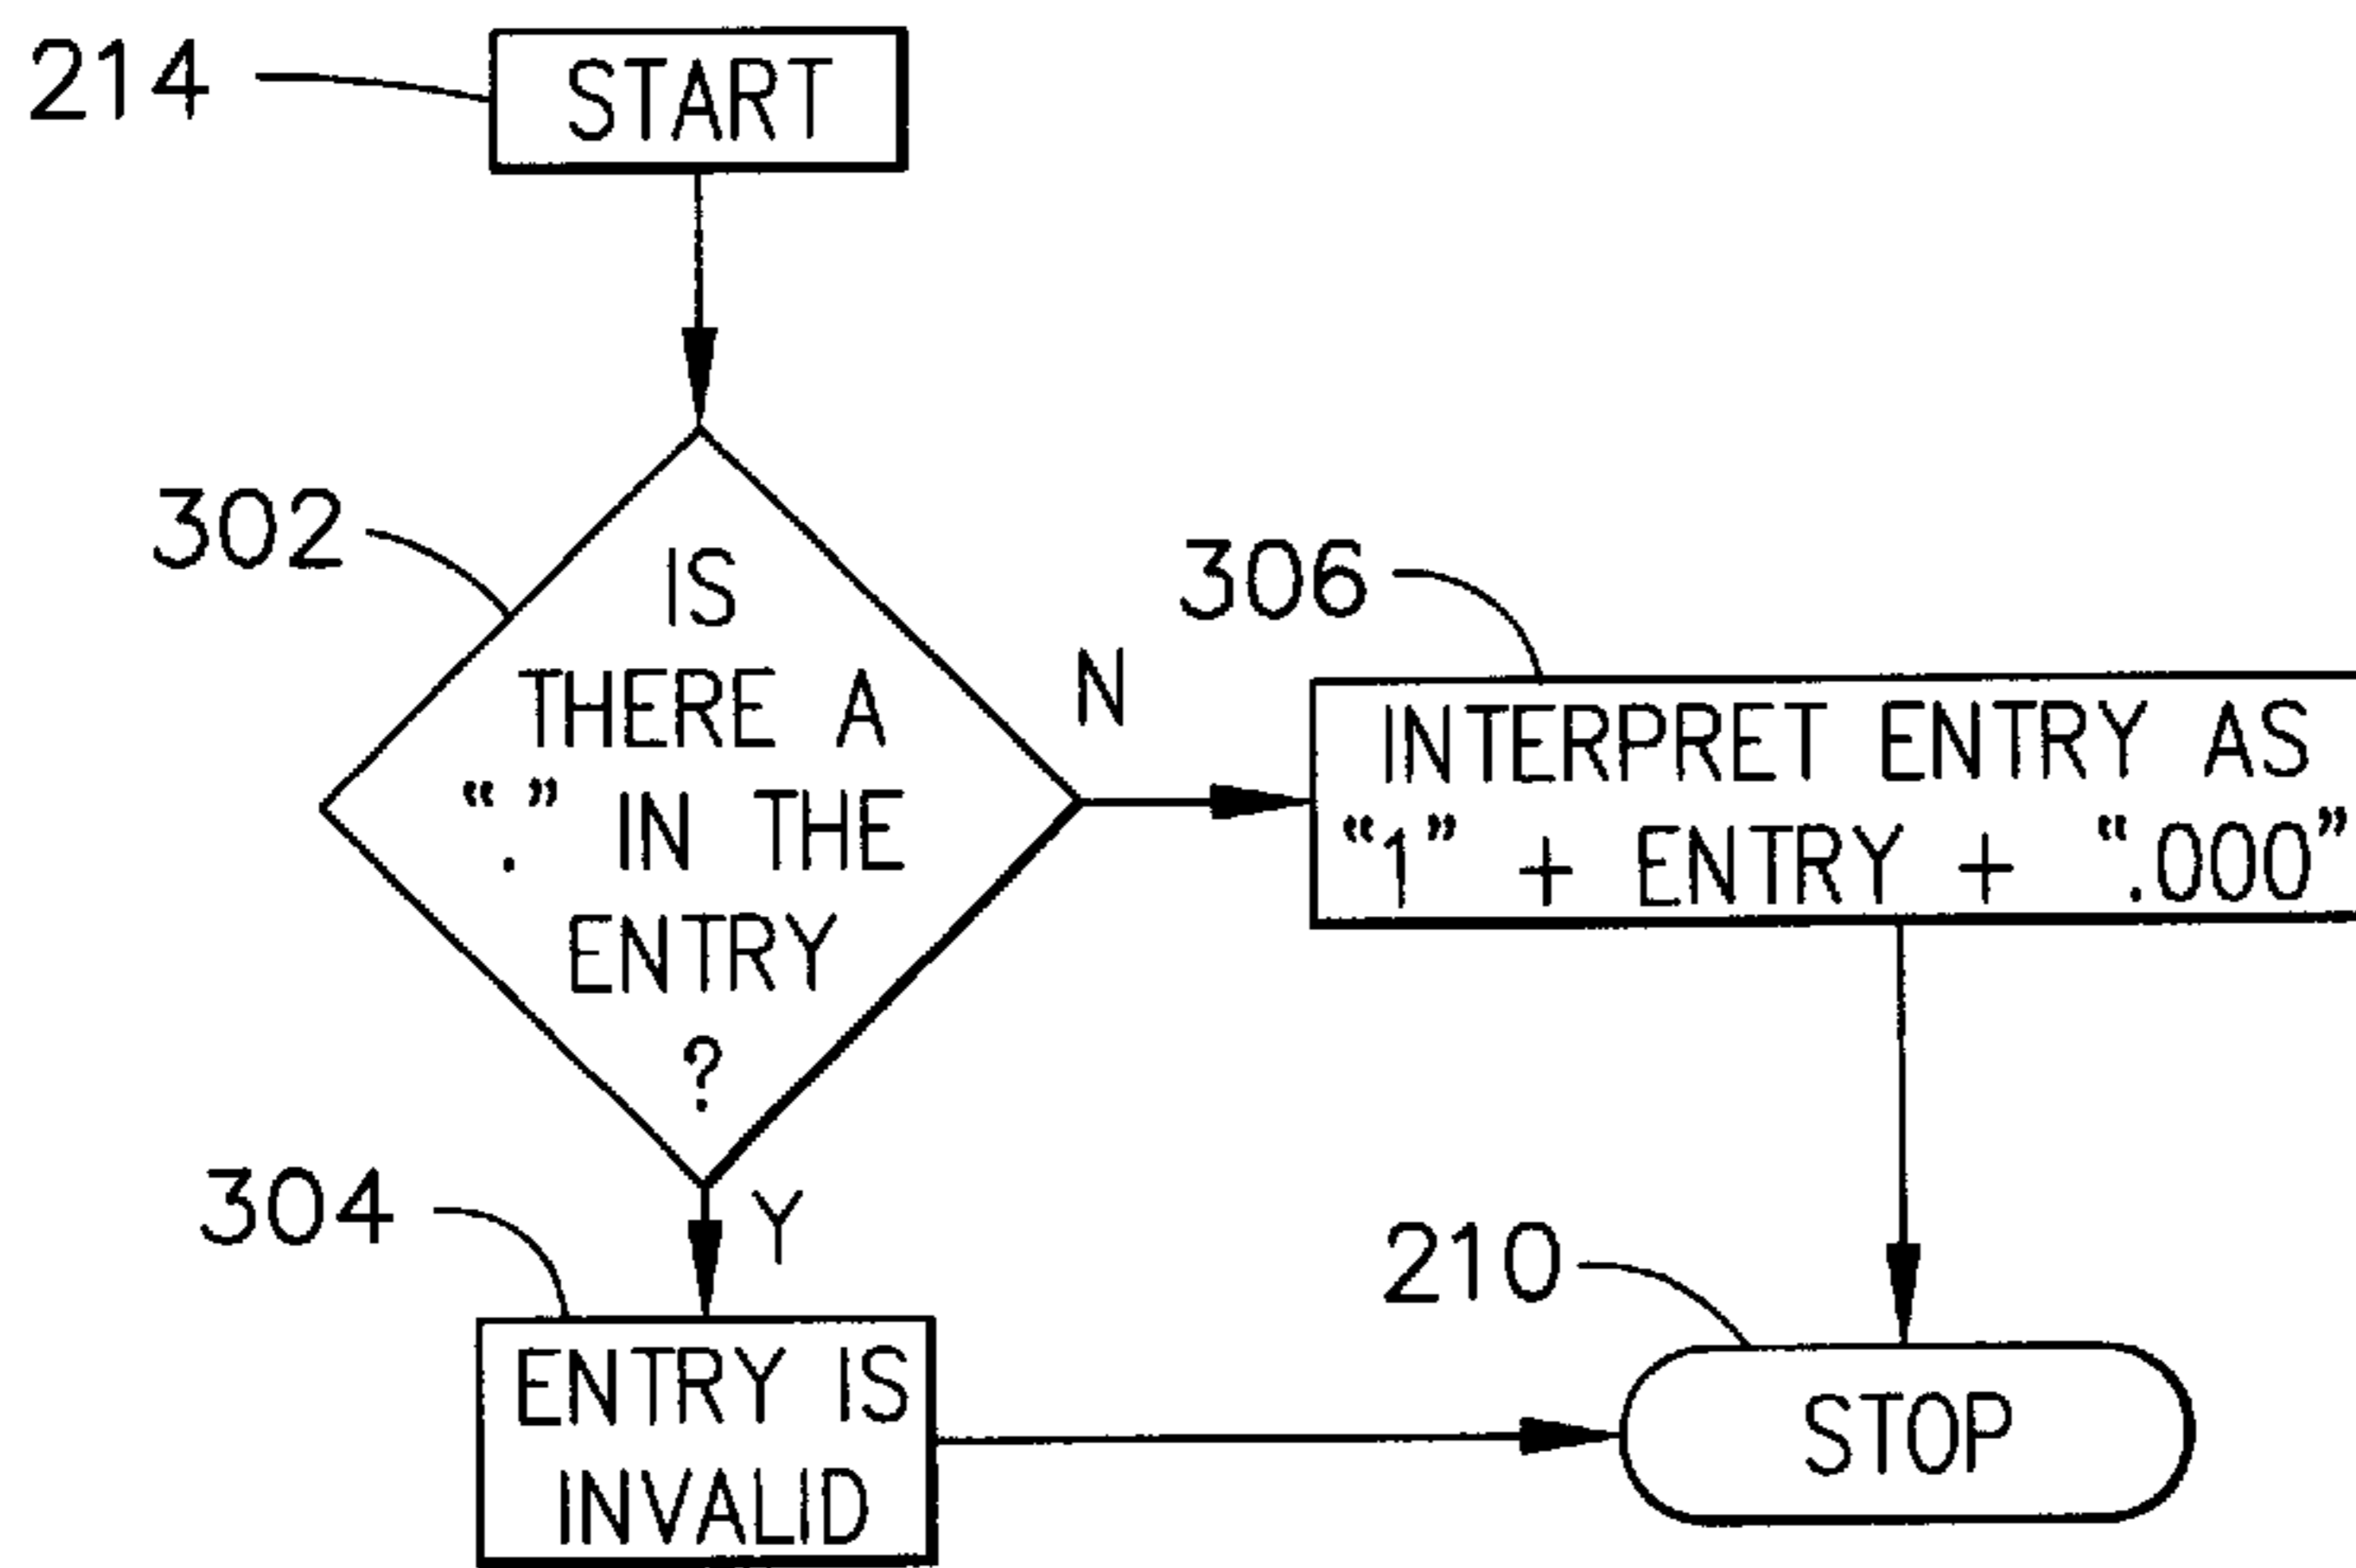 214
START
302
IS
THERE A
“.” IN THE
ENTRY
?
N
306
INTERPRET ENTRY AS
“1” + ENTRY + “.000”
304
Y
ENTRY IS
INVALID
210
STOP